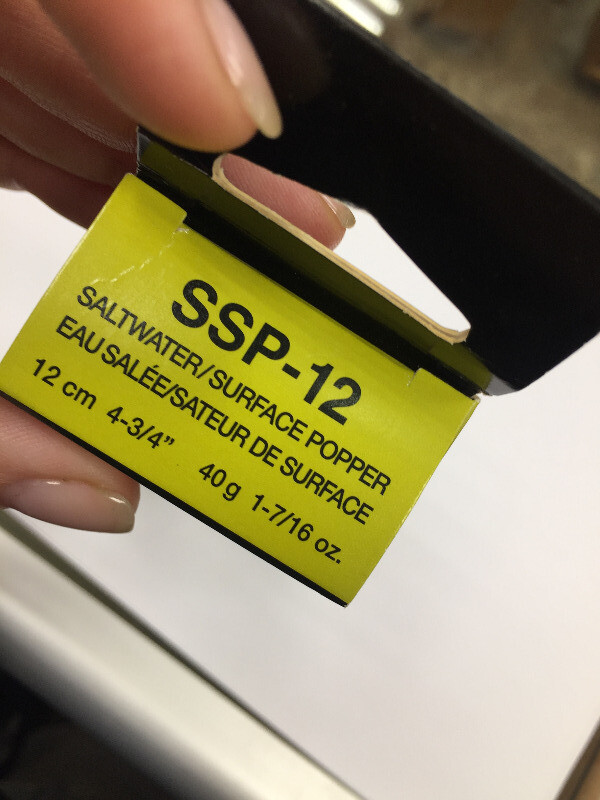 SSP-12
SALTWATER/SURFACE POPPER
EAU SALÉE/SATEUR DE SURFACE
12 cm 4-3/4" 40g 1-7/16 oz.